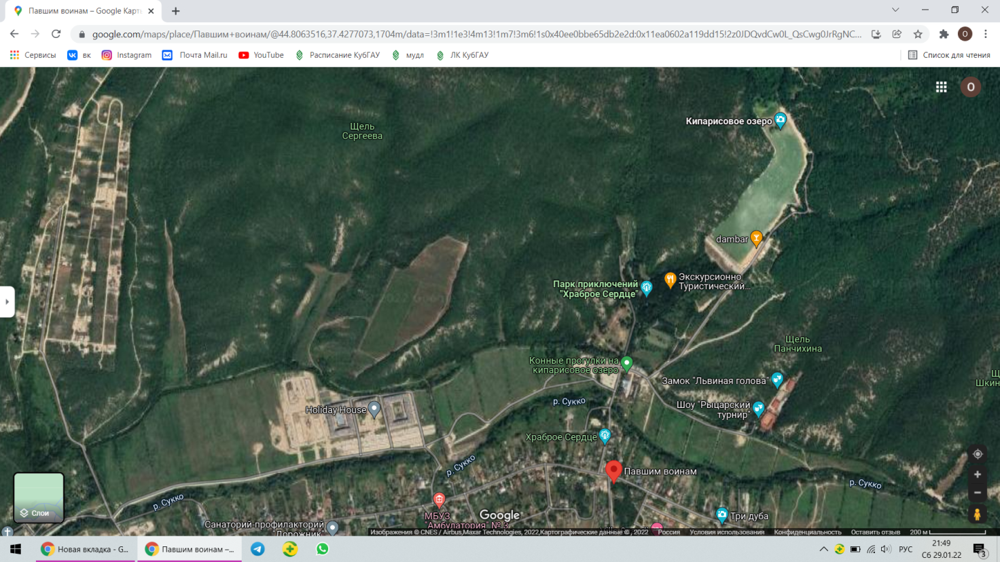 Павшим воинам – Google Карты
google.com/maps/place/Павшим+воинам/@44.8063516,37.4277073,1704m/data=!3m1!1e3!4m13!1m7!3m6!1s0x40ee0bbe65db2e2d:0x11ea0602a119dd15!2z0JDQvdCw0L_QsCwg0JrRgNC...
О
Сервисы
вк
Instagram
Почта Mail.ru
YouTube
Расписание КубГАУ
мудл
ЛК КубГАУ
Список для чтения
О
Щель
Сергеева
Кипарисовое озеро
dambar
Экскурсионно
Туристический...
Парк приключений
"Храброе Сердце"
Щель
Панчихина
Конные прогулки на
кипарисовое озеро
Замок "Львиная голова"
Щ
Шкин
р. Сукко
Шоу "Рыцарский
турнир"
Holiday House
Храброе Сердце
р. Сукко
Павшим воинам
р. Сукко
р. Сукко
Слои
МБУЗ
"Амбулатория" № 3
Google
Три дуба
Санаторий-профилакторий
"Дорожник"
Изображения © CNES / Airbus,Maxar Technologies, 2022,Картографические данные © , 2022
Россия
Условия использования
Конфиденциальность
Оставить отзыв
200 м
Новая вкладка - G...
Павшим воинам –...
РУС
21:49
Сб 29.01.22
3